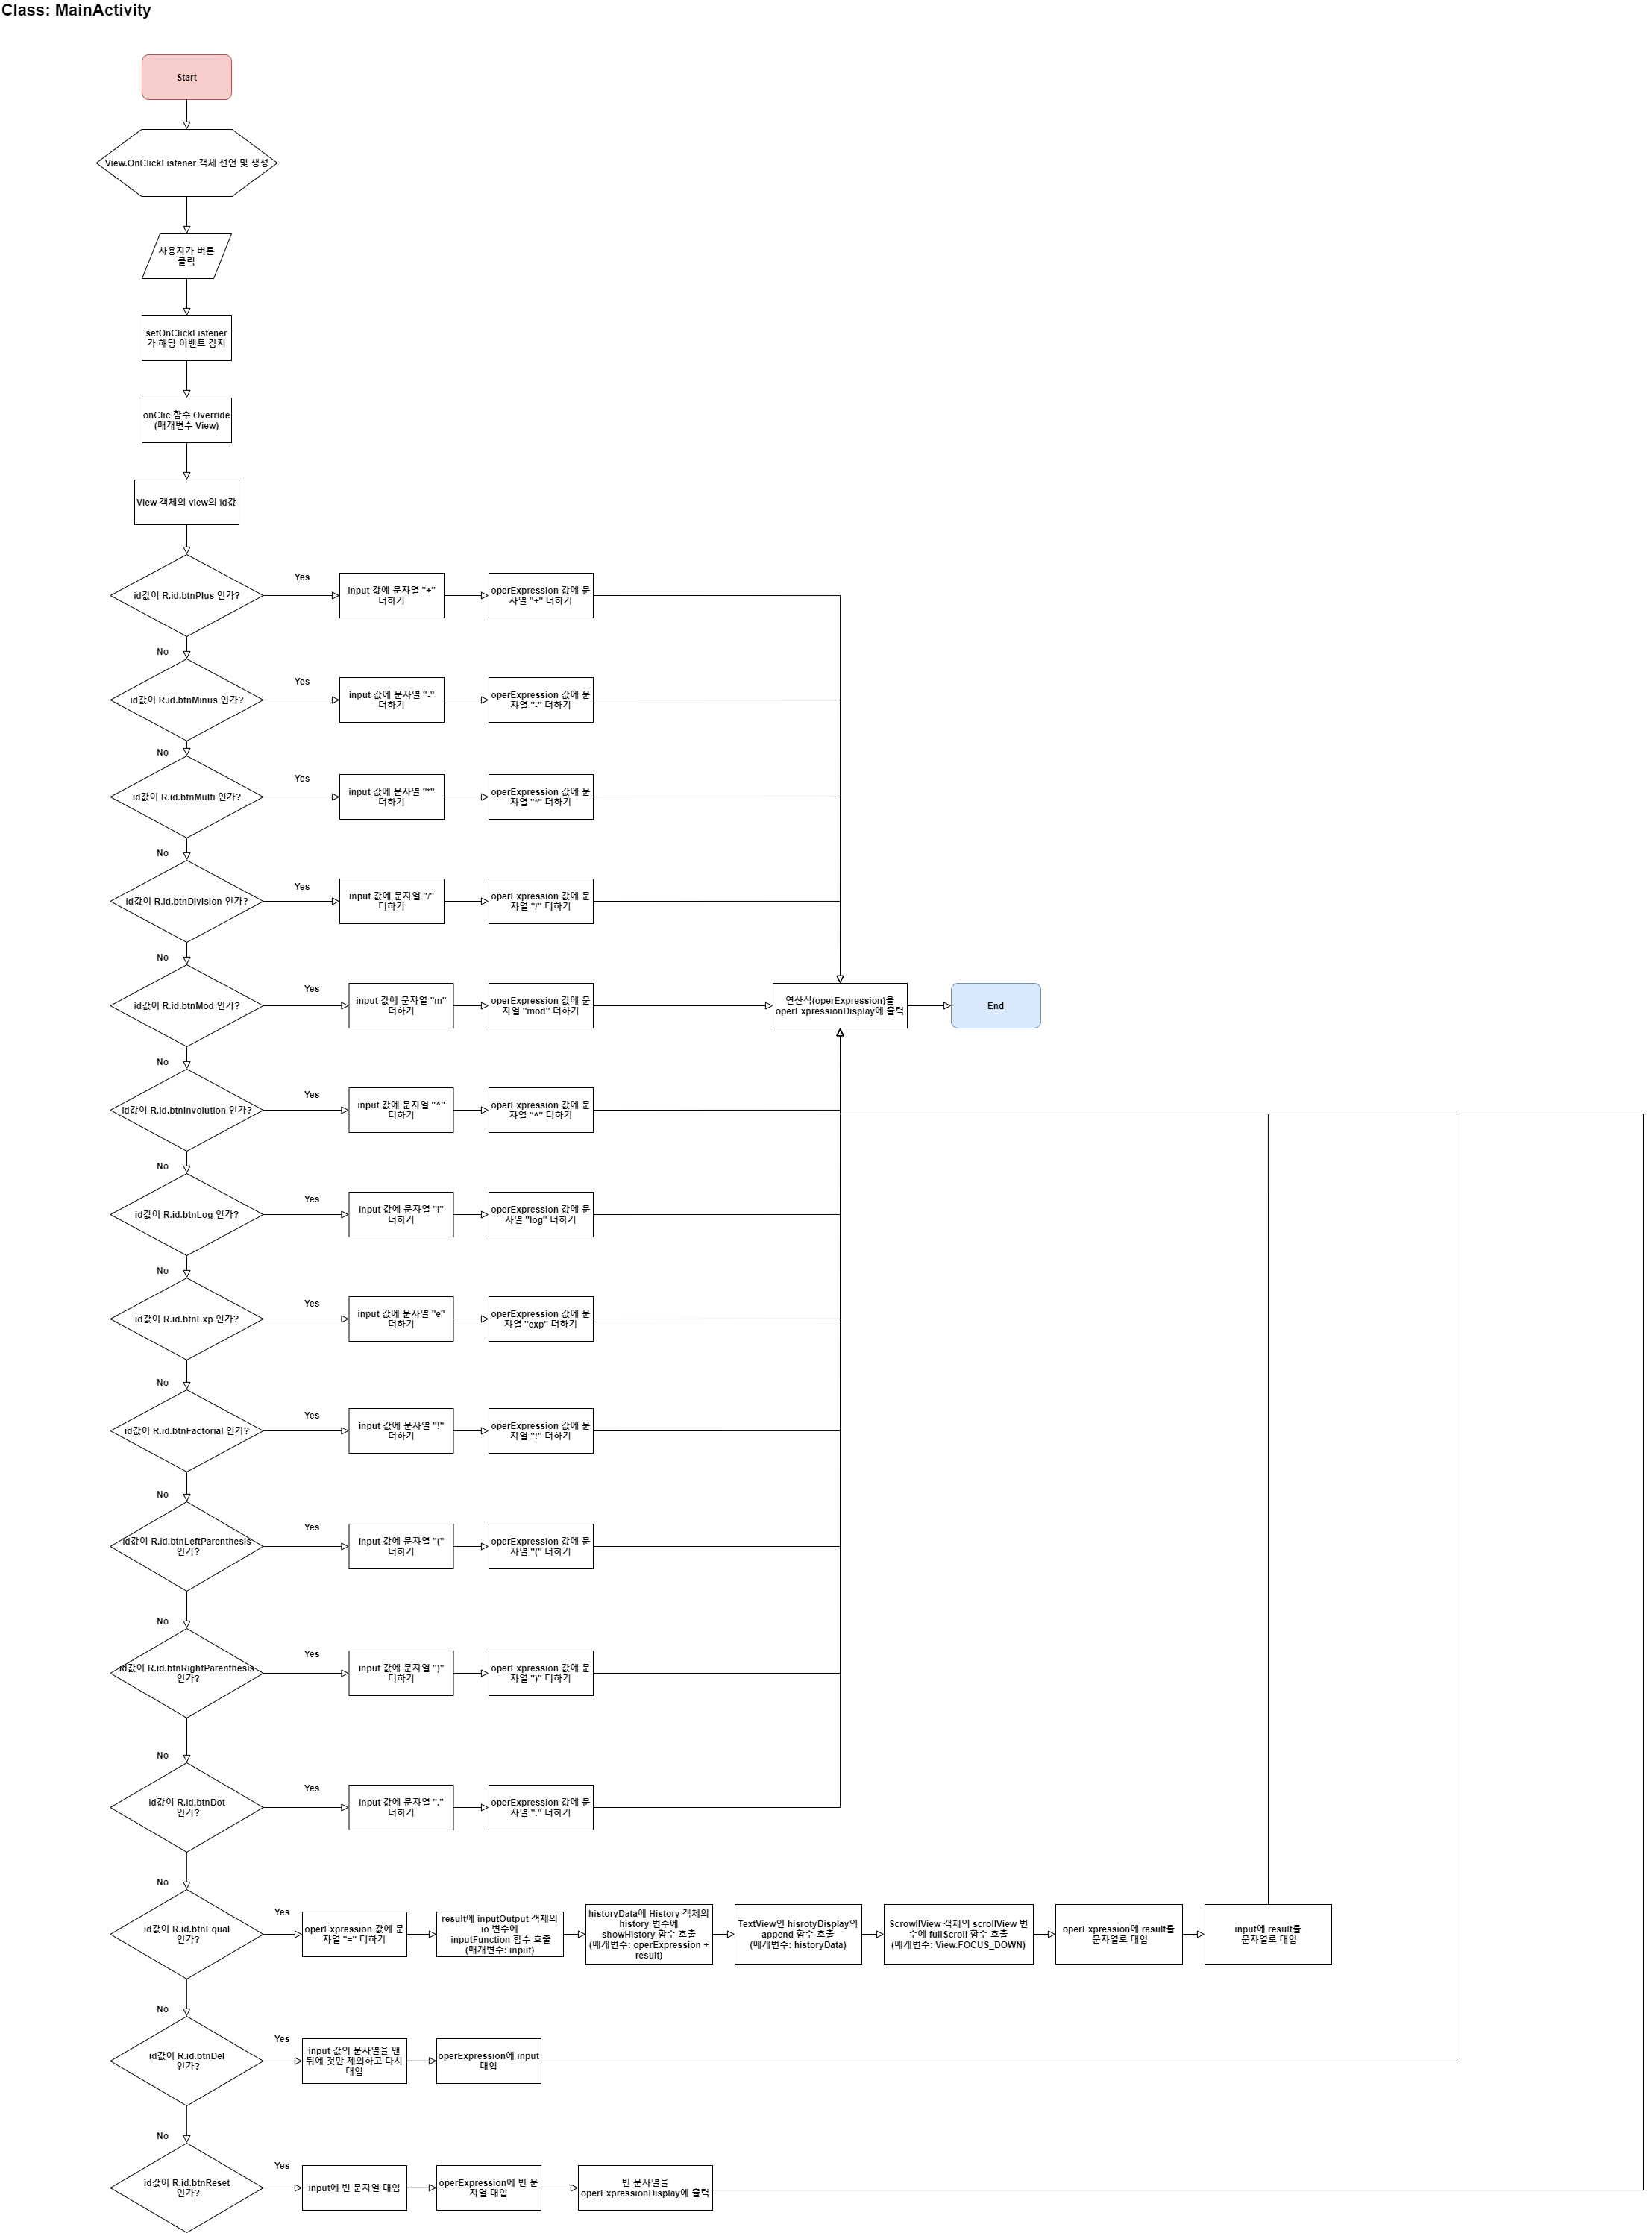 Class: MainActivity
Start
View.OnClickListener 객체 선언 및 생성
사용자가 버튼
클릭
setOnClickListener
가 해당 이벤트 감지
onClic 함수 Override
(매개변수 View)
View 객체의 view의 id값
id값이 R.id.btnPlus 인가?
Yes
input 값에 문자열 "+"
더하기
operExpression 값에 문
자열 "+" 더하기
No
id값이 R.id.btnMinus 인가?
Yes
input 값에 문자열 "-"
더하기
operExpression 값에 문
자열 "-" 더하기
No
id값이 R.id.btnMulti 인가?
Yes
input 값에 문자열 "*"
더하기
operExpression 값에 문
자열 "*" 더하기
No
id값이 R.id.btnDivision 인가?
Yes
input 값에 문자열 "/"
더하기
operExpression 값에 문
자열 "/" 더하기
No
id값이 R.id.btnMod 인가?
Yes
input 값에 문자열 "m"
더하기
operExpression 값에 문
자열 "mod" 더하기
연산식(operExpression)을
operExpressionDisplay에 출력
End
No
id값이 R.id.btnInvolution 인가?
Yes
input 값에 문자열 "^"
더하기
operExpression 값에 문
자열 "^" 더하기
No
id값이 R.id.btnLog 인가?
Yes
input 값에 문자열 "l"
더하기
operExpression 값에 문
자열 "log" 더하기
No
id값이 R.id.btnExp 인가?
Yes
input 값에 문자열 "e"
더하기
operExpression 값에 문
자열 "exp" 더하기
No
id값이 R.id.btnFactorial 인가?
Yes
input 값에 문자열 "!"
더하기
operExpression 값에 문
자열 "!" 더하기
No
id값이 R.id.btnLeftParenthesis
인가?
Yes
input 값에 문자열 "("
더하기
operExpression 값에 문
자열 "(" 더하기
No
id값이 R.id.btnRightParenthesis
인가?
Yes
input 값에 문자열 ")"
더하기
operExpression 값에 문
자열 ")" 더하기
No
id값이 R.id.btnDot
인가?
Yes
input 값에 문자열 "."
더하기
operExpression 값에 문
자열 "." 더하기
No
id값이 R.id.btnEqual
인가?
Yes
operExpression 값에 문
자열 "=" 더하기
result에 inputOutput 객체의
io 변수에
inputFunction 함수 호출
(매개변수: input)
historyData에 History 객체의
history 변수에
showHistory 함수 호출
(매개변수: operExpression +
result)
TextView인 hisrotyDisplay의
append 함수 호출
(매개변수: historyData)
ScrowllView 객체의 scrollView 변
수에 fullScroll 함수 호출
(매개변수: View.FOCUS_DOWN)
operExpression에 result를
문자열로 대입
input에 result를
문자열로 대입
No
id값이 R.id.btnDel
인가?
Yes
input 값의 문자열을 맨
뒤에 것만 제외하고 다시
대입
operExpression에 input
대입
No
id값이 R.id.btnReset
인가?
Yes
input에 빈 문자열 대입
operExpression에 빈 문
자열 대입
빈 문자열을
operExpressionDisplay에 출력